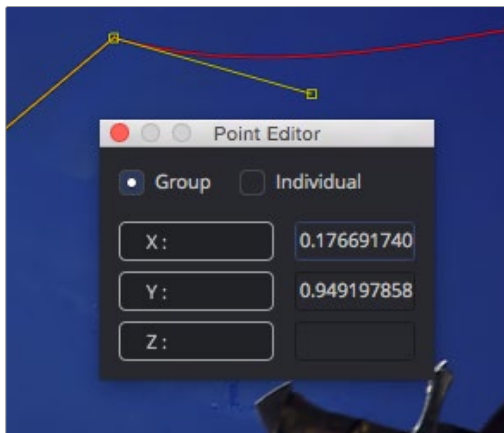 Point Editor
Group Individual
X: 0.176691740
Y: 0.949197858
Z: